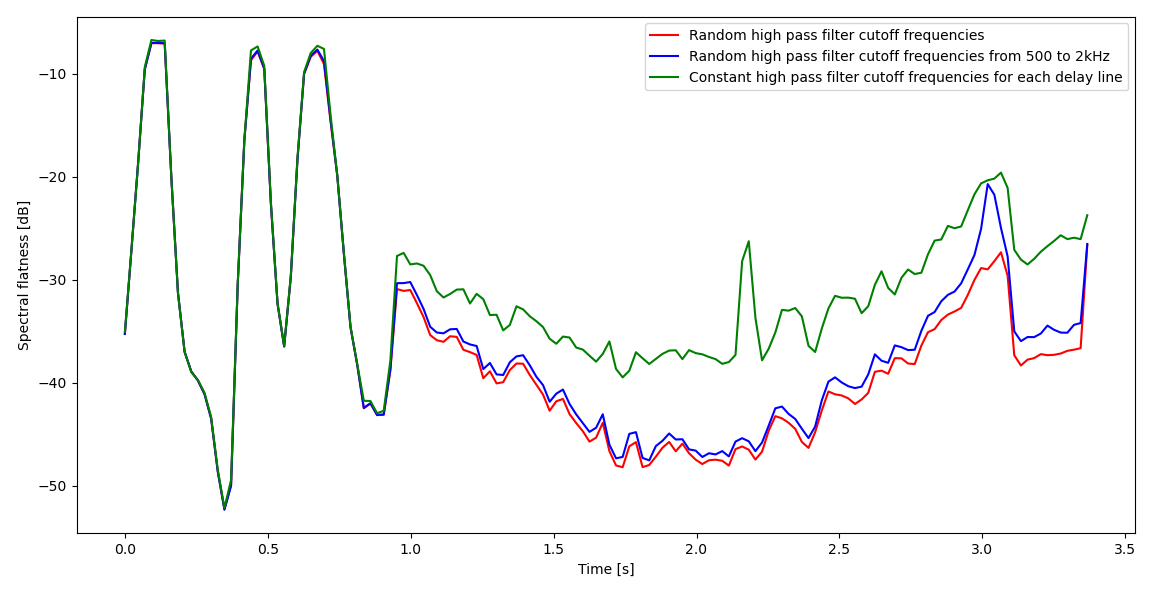 Random high pass filter cutoff frequencies
Random high pass filter cutoff frequencies from 500 to 2kHz
Constant high pass filter cutoff frequencies for each delay line
Spectral flatness [dB]
−10
−20
−30
−40
−50
0.0 0.5 1.0 1.5 2.0 2.5 3.0 3.5
Time [s]